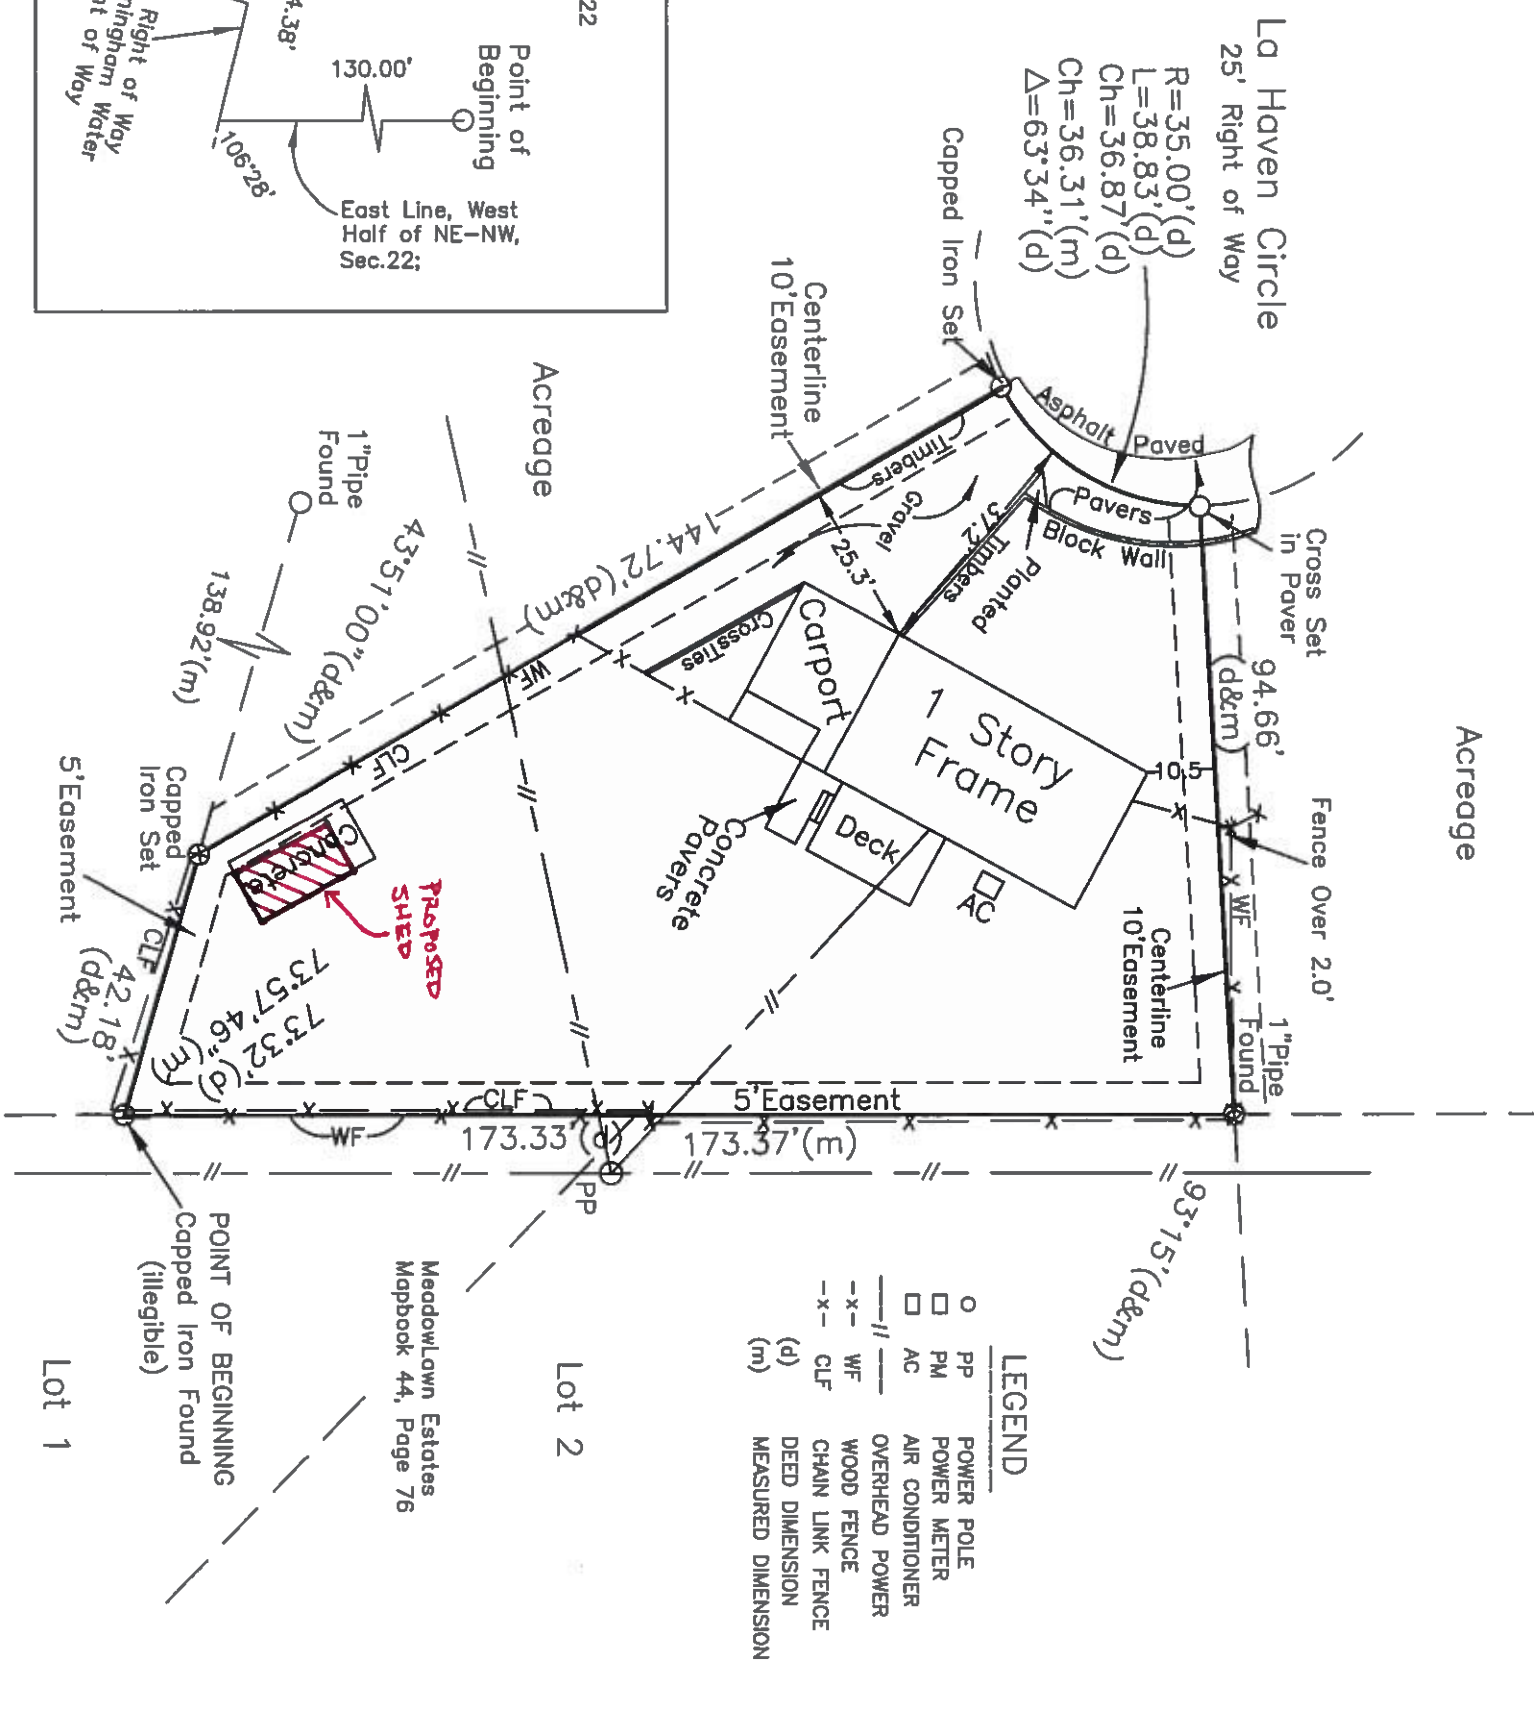 22
4.38'
Right of Way
ningham Water
t of Way
130.00'
Point of
Beginning
106°28'
East Line, West
Half of NE-NW,
Sec.22;
La Haven Circle
25' Right of Way
R=35.00'(d)
L=38.83'(d)
Ch=36.87'(d)
Ch=36.31'(m)
Δ=63°34"(d)
Capped Iron Set
Centerline
10'Easement
Acreage
1"Pipe
Found
Asphalt
Paved
Pavers
Block Wall
Planted
Timbers
37.2'
Timbers
Gravel
25.3'
Cross Set
in Paver
94.66'
(d&m)
Acreage
144.72'(d&m)
43°51'00"(d&m)
138.92'(m)
CrossTies
Carport
1 Story
Frame
10.5
WF
CLF
Concrete
Pavers
Deck
AC
Fence Over 2.0'
WF
Centerline
10'Easement
1"Pipe
Found
Capped
Iron Set
5'Easement
Concrete
PROPOSED
SHED
CLF
42.18'
(d&m)
73°57'46"(m)
73°32'(d)
CLF
5'Easement
WF
173.33'(d)
173.37'(m)
PP
93°15'(d&m)
POINT OF BEGINNING
Capped Iron Found
(illegible)
MeadowLawn Estates
Mapbook 44, Page 76
Lot 2
Lot 1
LEGEND
PP POWER POLE
PM POWER METER
AC AIR CONDITIONER
OVERHEAD POWER
-x- WF WOOD FENCE
-x- CLF CHAIN LINK FENCE
(d) DEED DIMENSION
(m) MEASURED DIMENSION